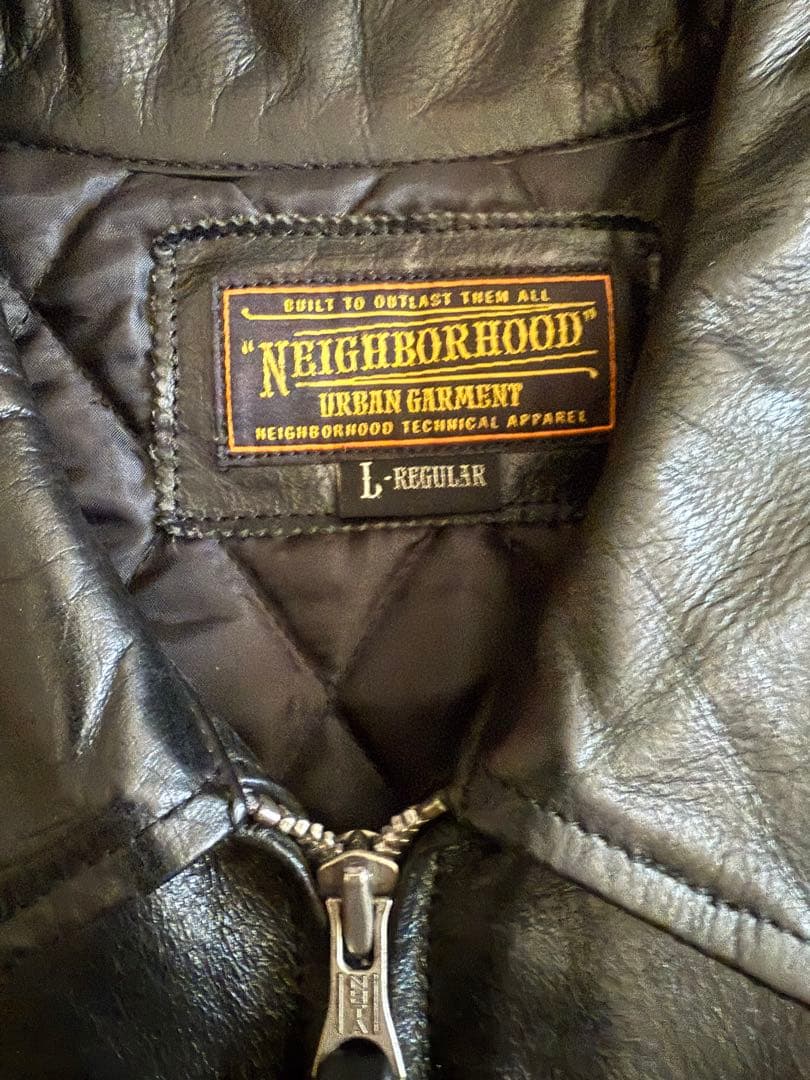 BUILT TO OUTLAST THEM ALL
"NEIGHBORHOOD"
URBAN GARMENT
NEIGHBORHOOD TECHNICAL APPAREL
L-REGULAR